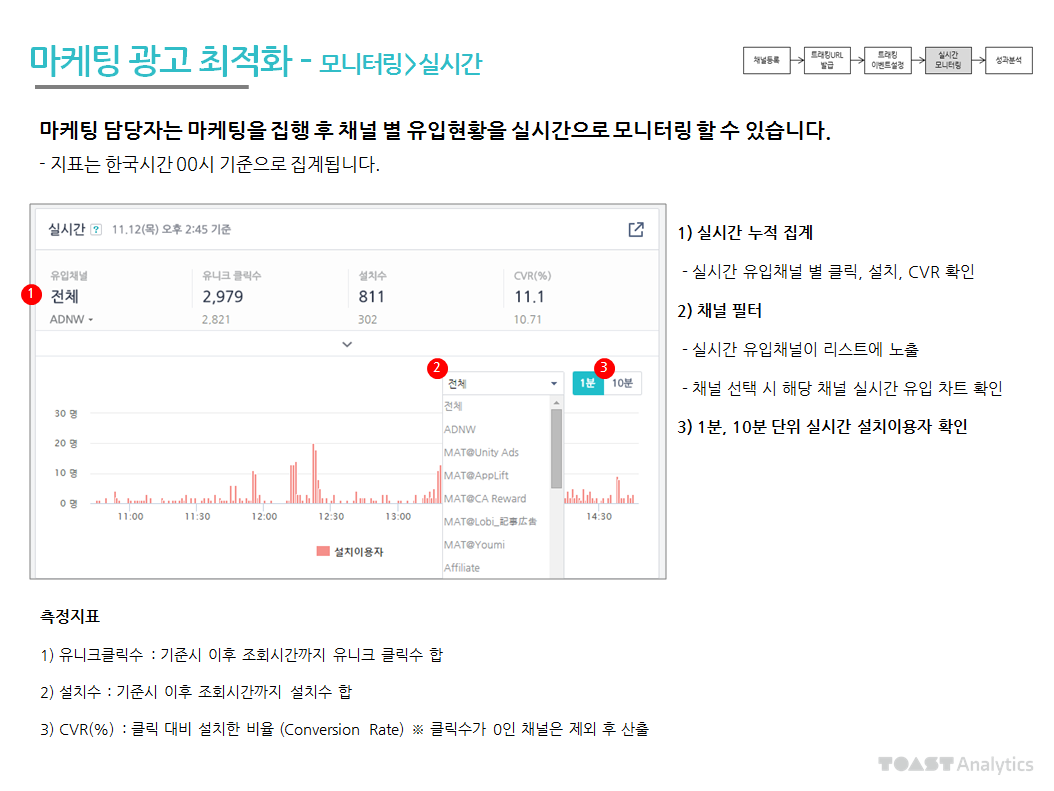 마케팅 광고 최적화 - 모니터링>실시간
채널등록
트래킹URL
발급
트래킹
이벤트설정
실시간
모니터링
성과분석
마케팅 담당자는 마케팅을 집행 후 채널 별 유입현황을 실시간으로 모니터링 할 수 있습니다.
- 지표는 한국시간 00시 기준으로 집계됩니다.
실시간 ? 11.12(목) 오후 2:45 기준
유입채널 유니크 클릭수 설치수 CVR(%)
1 전체 2,979 811 11.1
ADNW 2,821 302 10.71
2 전체 1분 3 10분
전체
ADNW
MAT@Unity Ads
MAT@AppLift
MAT@CA Reward
MAT@Lobi_記事広告
MAT@Youmi
Affiliate
30 명
20 명
10 명
0 명
11:00 11:30 12:00 12:30 13:00 14:30
설치이용자
1) 실시간 누적 집계
- 실시간 유입채널 별 클릭, 설치, CVR 확인
2) 채널 필터
- 실시간 유입채널이 리스트에 노출
- 채널 선택 시 해당 채널 실시간 유입 차트 확인
3) 1분, 10분 단위 실시간 설치이용자 확인
측정지표
1) 유니크클릭수 : 기준시 이후 조회시간까지 유니크 클릭수 합
2) 설치수 : 기준시 이후 조회시간까지 설치수 합
3) CVR(%) : 클릭 대비 설치한 비율 (Conversion Rate) ※ 클릭수가 0인 채널은 제외 후 산출
TOAST Analytics